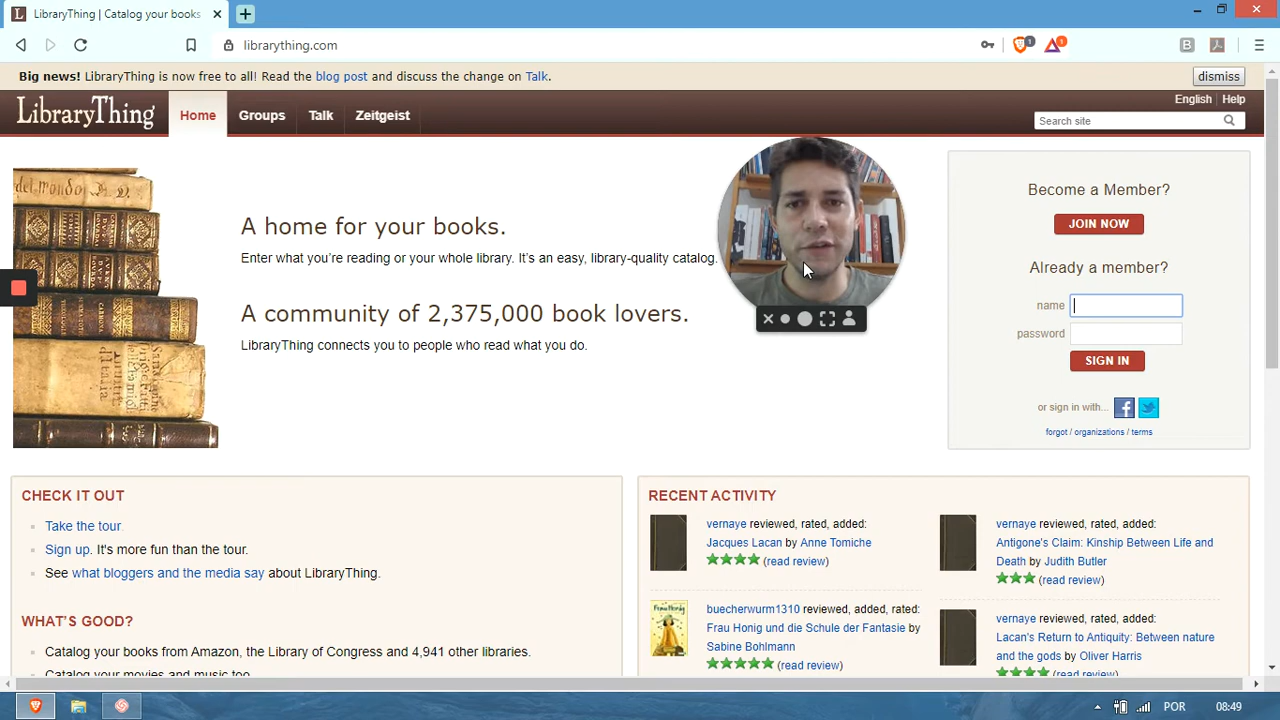 LibraryThing | Catalog your books
librarything.com
1
1
Big news! LibraryThing is now free to all! Read the blog post and discuss the change on Talk.
dismiss
LibraryThing
Home
Groups
Talk
Zeitgeist
English | Help
Search site
A home for your books.
Enter what you're reading or your whole library. It's an easy, library-quality catalog.
A community of 2,375,000 book lovers.
LibraryThing connects you to people who read what you do.
Become a Member?
JOIN NOW
Already a member?
name
password
SIGN IN
or sign in with...
forgot / organizations / terms
CHECK IT OUT
Take the tour.
Sign up. It's more fun than the tour.
See what bloggers and the media say about LibraryThing.
WHAT'S GOOD?
Catalog your books from Amazon, the Library of Congress and 4,941 other libraries.
Catalog your movies and music too.
RECENT ACTIVITY
vernaye reviewed, rated, added:
Jacques Lacan by Anne Tomiche
(read review)
buecherwurm1310 reviewed, added, rated:
Frau Honig und die Schule der Fantasie by
Sabine Bohlmann
(read review)
vernaye reviewed, rated, added:
Antigone's Claim: Kinship Between Life and
Death by Judith Butler
(read review)
vernaye reviewed, rated, added:
Lacan's Return to Antiquity: Between nature
and the gods by Oliver Harris
(read review)
POR
08:49